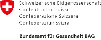 Schweizerische Eidgenossenschaft
Confédération suisse
Confederazione Svizzera
Confederaziun svizra
Bundesamt für Gesundheit BAG